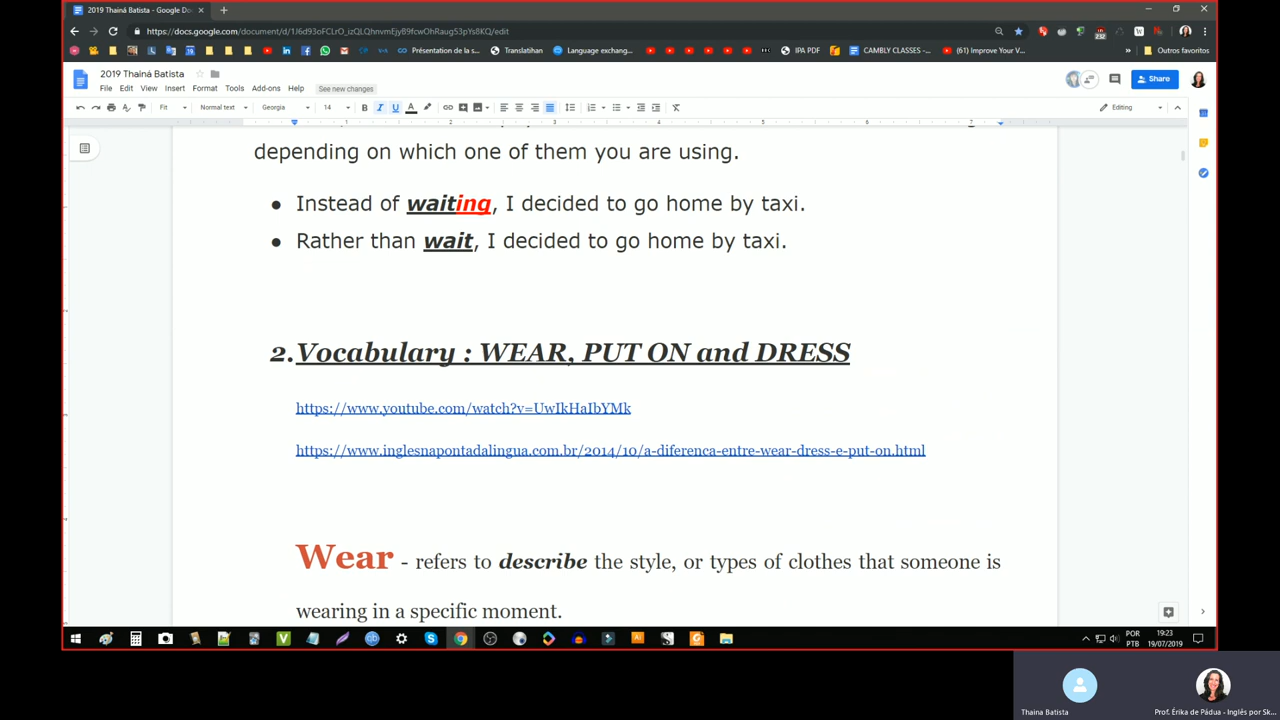 2019 Thainá Batista - Google Do
https://docs.google.com/document/d/1J6d93oFCLrO_izQLQhnvmEjyB9fcwOhRaugS3pYs8KQ/edit
Présentation de la s...
Translatihan
Language exchang...
IPA PDF
CAMBLY CLASSES -...
(61) Improve Your V...
Outros favoritos
2019 Thainá Batista
File Edit View Insert Format Tools Add-ons Help See new changes
Share
Fit Normal text Georgia 14 Editing
depending on which one of them you are using.
● Instead of waiting, I decided to go home by taxi.
● Rather than wait, I decided to go home by taxi.
2. Vocabulary : WEAR, PUT ON and DRESS
https://www.youtube.com/watch?v=UwIkHaIbYMk
https://www.inglesnapontadalingua.com.br/2014/10/a-diferenca-entre-wear-dress-e-put-on.html
Wear - refers to describe the style, or types of clothes that someone is
wearing in a specific moment.
POR 19:23
PTB 19/07/2019
Thaina Batista
Prof. Érika de Pádua - Inglês por Sk...